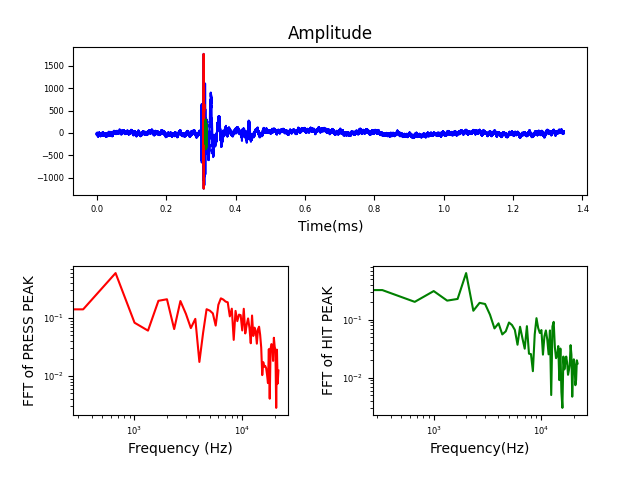 Amplitude
1500
1000
500
0
−500
−1000
0.0 0.2 0.4 0.6 0.8 1.0 1.2 1.4
Time(ms)
FFT of PRESS PEAK
10⁻¹
10⁻²
10³ 10⁴
Frequency (Hz)
FFT of HIT PEAK
10⁻¹
10⁻²
10³ 10⁴
Frequency(Hz)